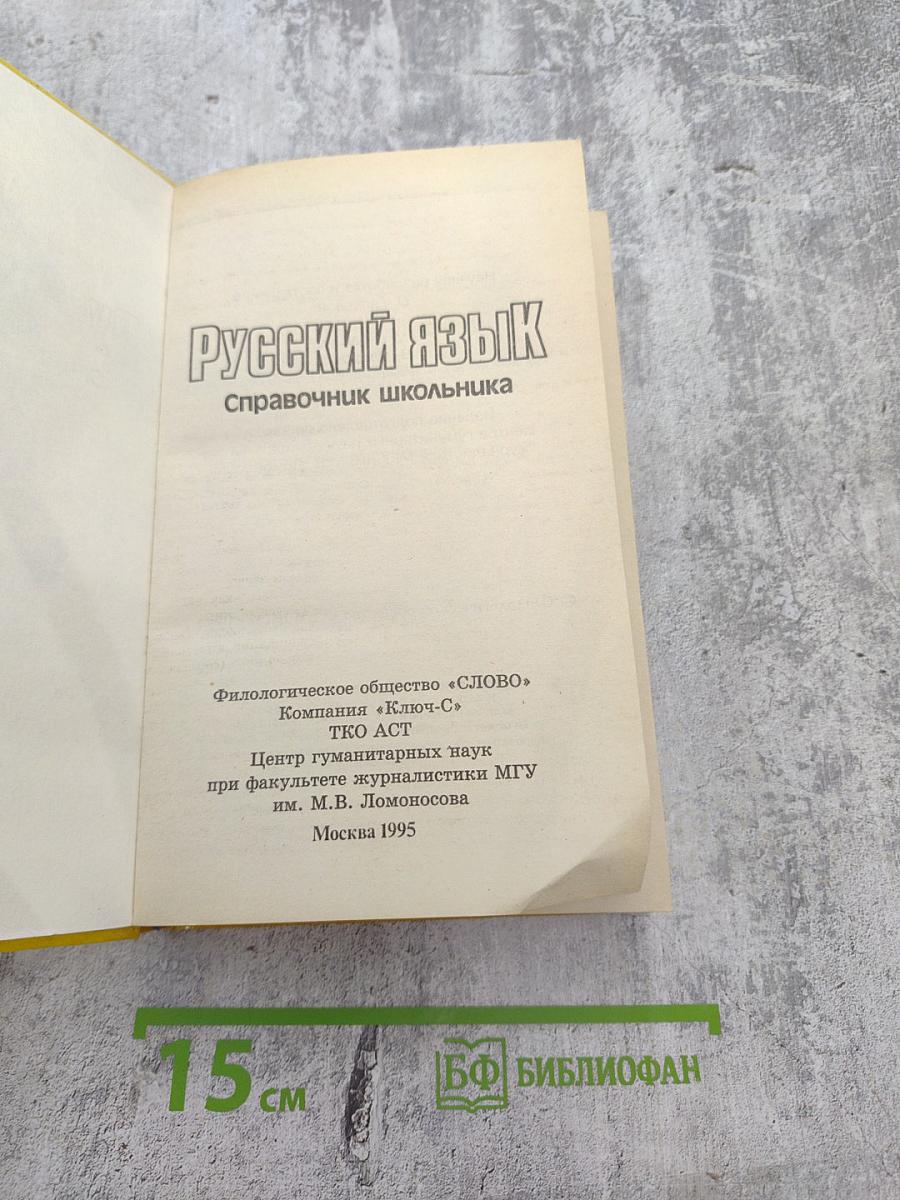 Русский язык
Справочник школьника
Филологическое общество «СЛОВО»
Компания «Ключ-С»
ТКО АСТ
Центр гуманитарных наук
при факультете журналистики МГУ
им. М.В. Ломоносова
Москва 1995
15 см
БФ БИБЛИОФАН